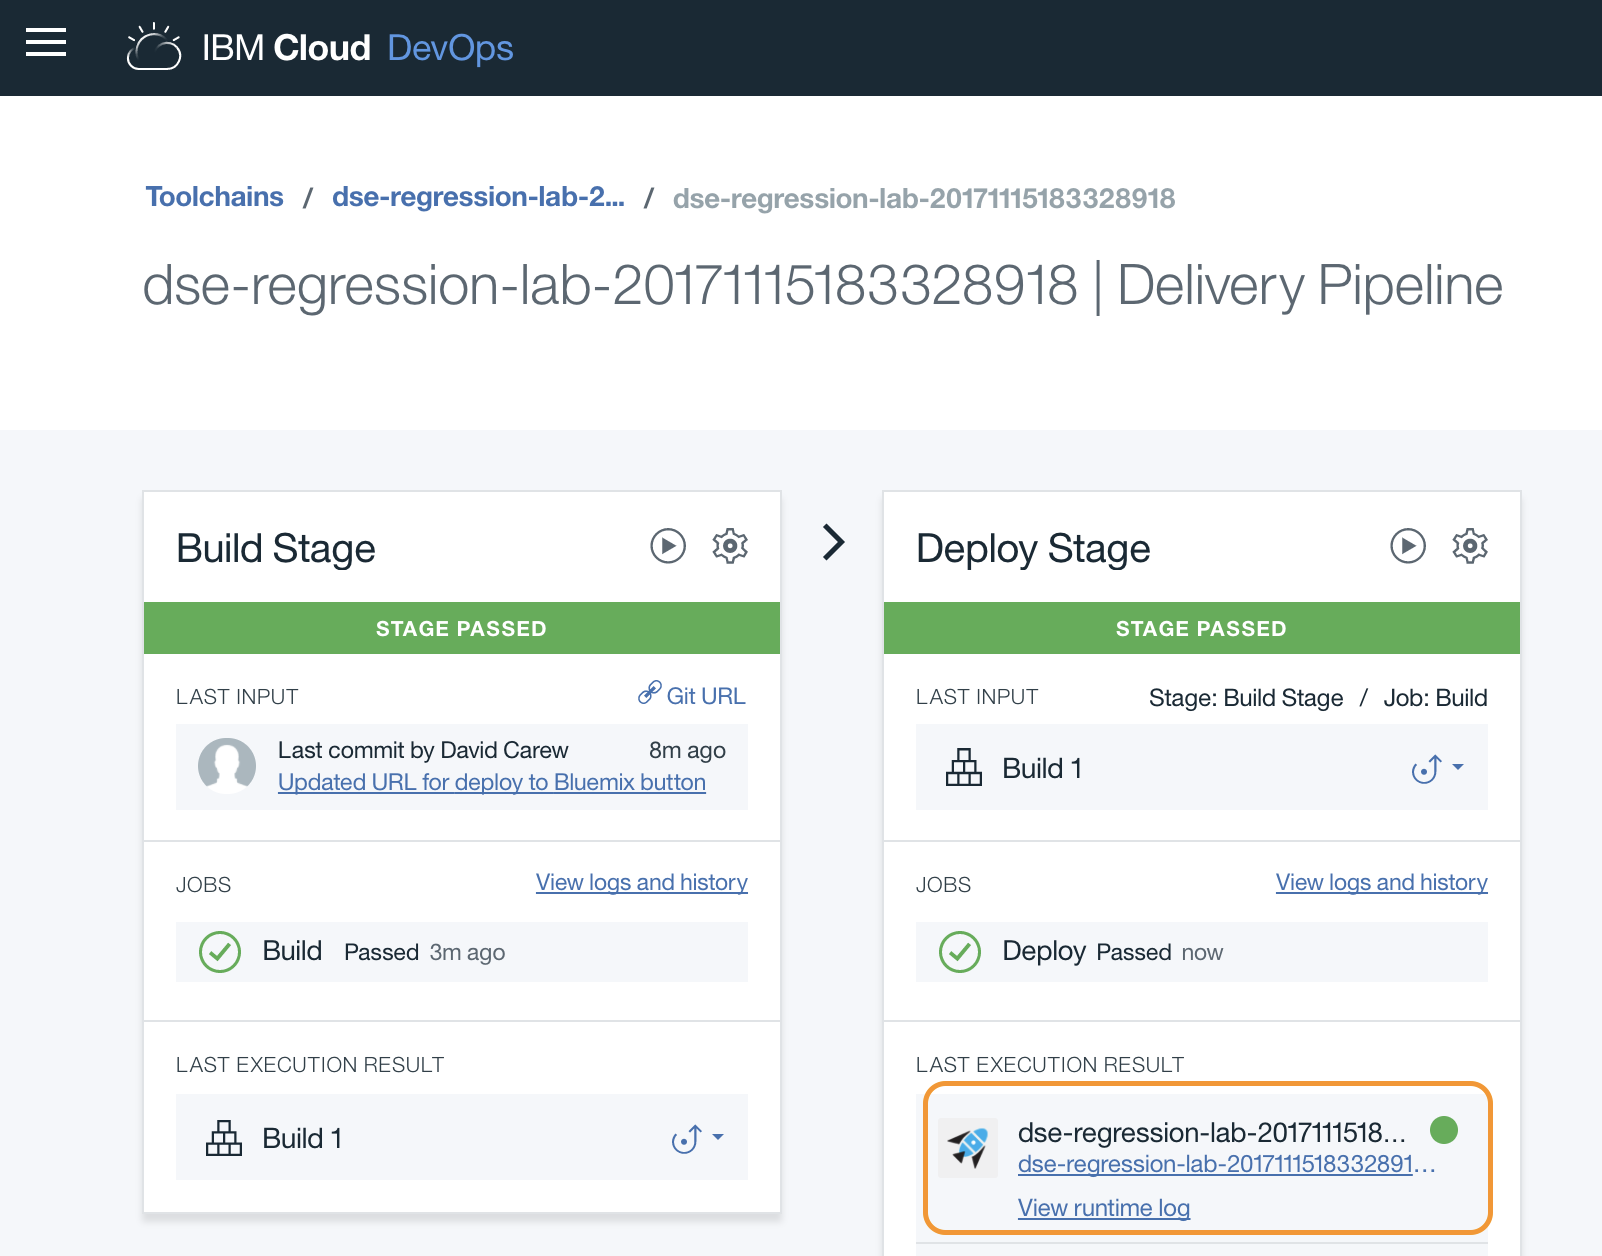 IBM Cloud DevOps
Toolchains / dse-regression-lab-2... / dse-regression-lab-20171115183328918
dse-regression-lab-20171115183328918 | Delivery Pipeline
Build Stage
STAGE PASSED
LAST INPUT Git URL
Last commit by David Carew 8m ago
Updated URL for deploy to Bluemix button
JOBS View logs and history
Build Passed 3m ago
LAST EXECUTION RESULT
Build 1
Deploy Stage
STAGE PASSED
LAST INPUT Stage: Build Stage / Job: Build
Build 1
JOBS View logs and history
Deploy Passed now
LAST EXECUTION RESULT
dse-regression-lab-2017111518...
dse-regression-lab-2017111518332891...
View runtime log